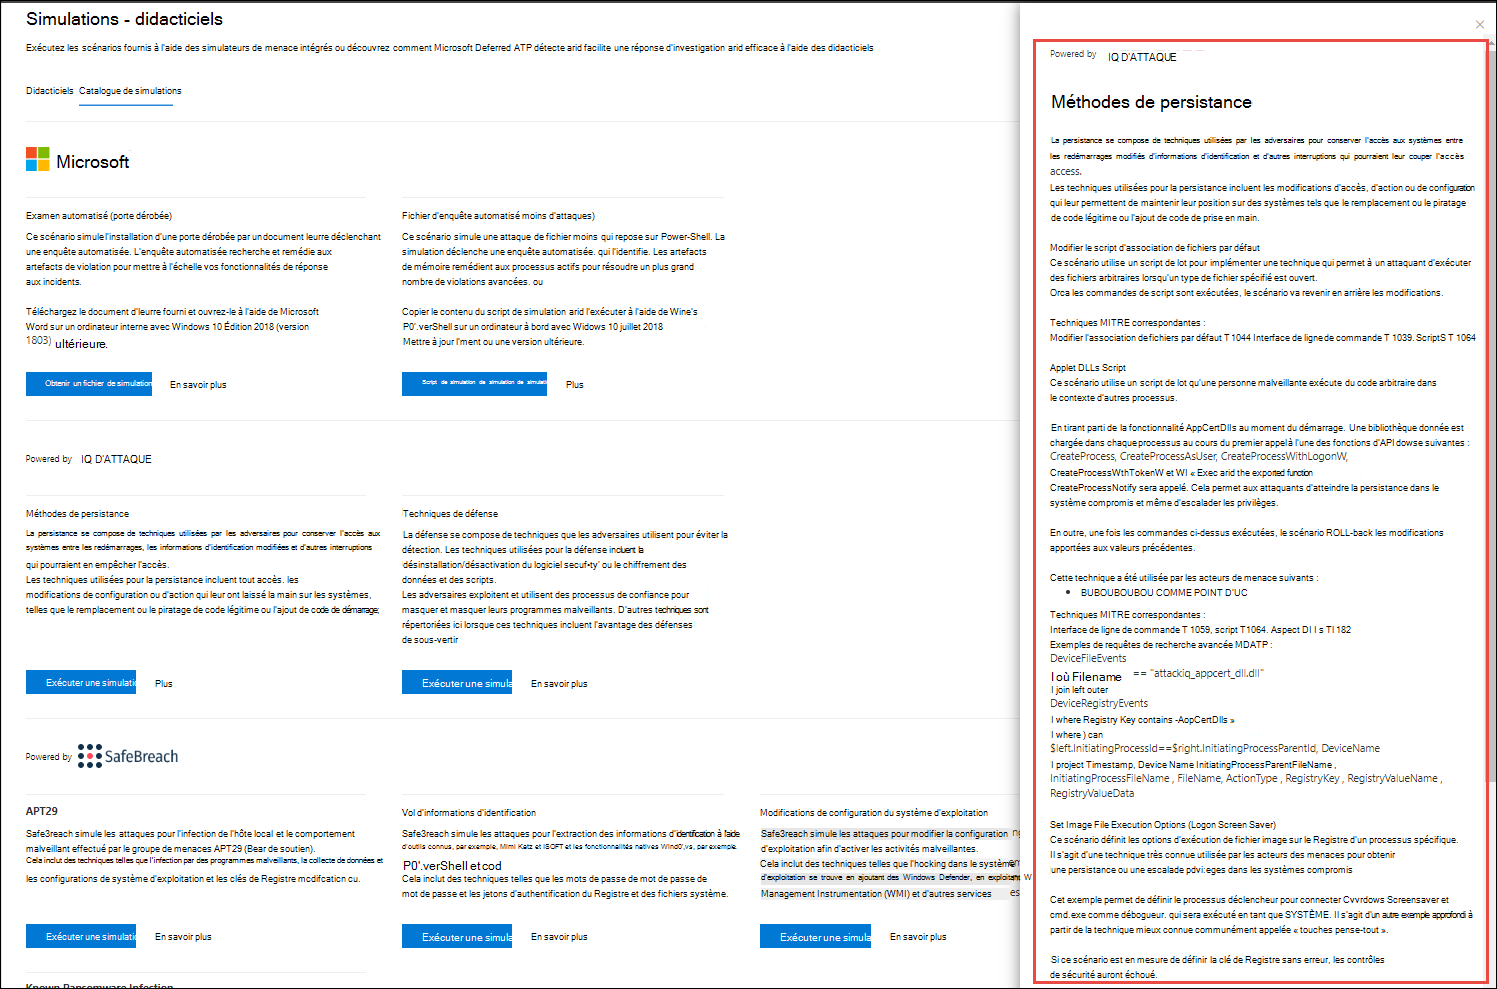 Simulations - didacticiels
Exécutez les scénarios fournis à l'aide des simulateurs de menace intégrés ou découvrez comment Microsoft Deferred ATP détecte arid facilite une réponse d'investigation arid efficace à l'aide des didacticiels
Didacticiels Catalogue de simulations
Microsoft
Examen automatisé (porte dérobée)
Ce scénario simule l'installation d'une porte dérobée par un document leurre déclenchant
une enquête automatisée. L'enquête automatisée recherche et remédie aux
artefacts de violation pour mettre à l'échelle vos fonctionnalités de réponse
aux incidents.
Téléchargez le document d'leurre fourni et ouvrez-le à l'aide de Microsoft
Word sur un ordinateur interne avec Windows 10 Édition 2018 (version
1803) ultérieure.
Obtenir un fichier de simulation
En savoir plus
Fichier d'enquête automatisé moins d'attaques)
Ce scénario simule une attaque de fichier moins qui repose sur Power-Shell. La
simulation déclenche une enquête automatisée. qui l'identifie. Les artefacts
de mémoire remédient aux processus actifs pour résoudre un plus grand
nombre de violations avancées. ou
Copier le contenu du script de simulation arid l'exécuter à l'aide de Wine's
P0'.verShell sur un ordinateur à bord avec Widows 10 juillet 2018
Mettre à jour l'ment ou une version ultérieure.
Script de simulation de simulation de simulati
Plus
Powered by IQ D'ATTAQUE
Méthodes de persistance
La persistance se compose de techniques utilisées par les adversaires pour conserver l'accès aux
systèmes entre les redémarrages, les informations d'identification modifiées et d'autres interruptions
qui pourraient en empêcher l'accès.
Les techniques utilisées pour la persistance incluent tout accès. les
modifications de configuration ou d'action qui leur ont laissé la main sur les systèmes,
telles que le remplacement ou le piratage de code légitime ou l'ajout de code de démarrage;
Exécuter une simulatio
Plus
Techniques de défense
La défense se compose de techniques que les adversaires utilisent pour éviter la
détection. Les techniques utilisées pour la défense incluent la
désinstallation/désactivation du logiciel secuf•ty' ou le chiffrement des
données et des scripts.
Les adversaires exploitent et utilisent des processus de confiance pour
masquer et masquer leurs programmes malveillants. D'autres techniques sont
répertoriées ici lorsque ces techniques incluent l'avantage des défenses
de sous-vertir
Exécuter une simula
En savoir plus
Powered by SafeBreach
APT29
Safe3reach simule les attaques pour l'infection de l'hôte local et le comportement
malveillant effectué par le groupe de menaces APT29 (Bear de soutien).
Cela inclut des techniques telles que l'infection par des programmes malveillants, la collecte de données et
les configurations de système d'exploitation et les clés de Registre modifcation cu.
Exécuter une simulatio
En savoir plus
Vol d'informations d'identification
Safe3reach simule les attaques pour l'extraction des informations d'identification à l'aide
d'outils connus, par exemple, Mimi Katz et ISOFT et les fonctionnalités natives Wind0',vs, par exemple.
P0'.verShell et cod
Cela inclut des techniques telles que les mots de passe de mot de passe de
mot de passe et les jetons d'authentification du Registre et des fichiers système.
Exécuter une simula
En savoir plus
Modifications de configuration du système d'exploitation
Safe3reach simule les attaques pour modifier la configuration
d'exploitation afin d'activer les activités malveillantes.
Cela inclut des techniques telles que l'hocking dans le système
d'exploitation se trouve en ajoutant des Windows Defender, en exploitant W
Management Instrumentation (WMI) et d'autres services
Exécuter une simula
En savoir plus
Known Ransomware Infection
Powered by IQ D'ATTAQUE
Méthodes de persistance
La persistance se compose de techniques utilisées par les adversaires pour conserver l'accès aux systèmes entre
les redémarrages modifiés d'informations d'identification et d'autres interruptions qui pourraient leur couper l'accès
access.
Les techniques utilisées pour la persistance incluent les modifications d'accès, d'action ou de configuration
qui leur permettent de maintenir leur position sur des systèmes tels que le remplacement ou le piratage
de code légitime ou l'ajout de code de prise en main.
Modifier le script d'association de fichiers par défaut
Ce scénario utilise un script de lot pour implémenter une technique qui permet à un attaquant d'exécuter
des fichiers arbitraires lorsqu'un type de fichier spécifié est ouvert.
Orca les commandes de script sont exécutées, le scénario va revenir en arrière les modifications.
Techniques MITRE correspondantes :
Modifier l'association de fichiers par défaut T 1044 Interface de ligne de commande T 1039. ScriptS T 1064
Applet DLLs Script
Ce scénario utilise un script de lot qu'une personne malveillante exécute du code arbitraire dans
le contexte d'autres processus.
En tirant parti de la fonctionnalité AppCertDlls au moment du démarrage. Une bibliothèque donnée est
chargée dans chaque processus au cours du premier appel à l'une des fonctions d'API dowse suivantes :
CreateProcess, CreateProcessAsUser, CreateProcessWithLogonW,
CreateProcessWthTokenW et WI « Exec arid the exported function
CreateProcessNotify sera appelé. Cela permet aux attaquants d'atteindre la persistance dans le
système compromis et même d'escalader les privilèges.
En outre, une fois les commandes ci-dessus exécutées, le scénario ROLL-back les modifications
apportées aux valeurs précédentes.
Cette technique a été utilisée par les acteurs de menace suivants :
• BUBOUBOUBOU COMME POINT D'UC
Techniques MITRE correspondantes :
Interface de ligne de commande T 1059, script T1064. Aspect DI I s TI 182
Exemples de requêtes de recherche avancée MDATP :
DeviceFileEvents
I où Filename == "attackiq_appcert_dll.dll"
I join left outer
DeviceRegistryEvents
I where Registry Key contains -AopCertDlls »
I where ) can
$left.InitiatingProcessId==$right.InitiatingProcessParentId, DeviceName
I project Timestamp, Device Name InitiatingProcessParentFileName ,
InitiatingProcessFileName , FileName, ActionType , RegistryKey , RegistryValueName ,
RegistryValueData
Set Image File Execution Options (Logon Screen Saver)
Ce scénario définit les options d'exécution de fichier image sur le Registre d'un processus spécifique.
Il s'agit d'une technique très connue utilisée par les acteurs des menaces pour obtenir
une persistance ou une escalade pdvi:eges dans les systèmes compromis
Cet exemple permet de définir le processus déclencheur pour connecter Cvvrdows Screensaver et
cmd.exe comme débogueur. qui sera exécuté en tant que SYSTÈME. Il s'agit d'un autre exemple approfondi à
partir de la technique mieux connue communément appelée « touches pense-tout ».
Si ce scénario est en mesure de définir la clé de Registre sans erreur, les contrôles
de sécurité auront échoué.